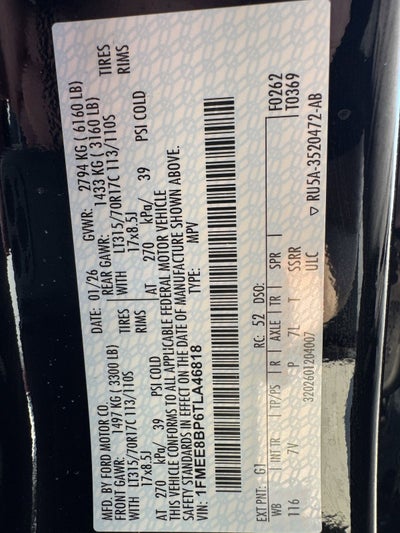 MFD. BY FORD MOTOR CO.
DATE: 01/26 GVWR: 2794 KG ( 6160 LB)
FRONT GAWR: 1497 KG ( 3300 LB) REAR GAWR: 1433 KG ( 3160 LB)
WITH LT315/70R17C 113/110S TIRES WITH LT315/70R17C 113/110S TIRES
17x8.5J RIMS 17x8.5J RIMS
AT 270 kPa/ 39 PSI COLD AT 270 kPa/ 39 PSI COLD
THIS VEHICLE CONFORMS TO ALL APPLICABLE FEDERAL MOTOR VEHICLE
SAFETY STANDARDS IN EFFECT ON THE DATE OF MANUFACTURE SHOWN ABOVE.
VIN: 1FMEE8BP6TLA46818 TYPE: MPV
F0262
T0369
EXT PNT: G1 RC: 52 DSO:
WB INTTR TP/PS R AXLE TR SPR
116 7V P 7L T SSRR
ULC
3202601204007
▽ RU5A-3520472-AB